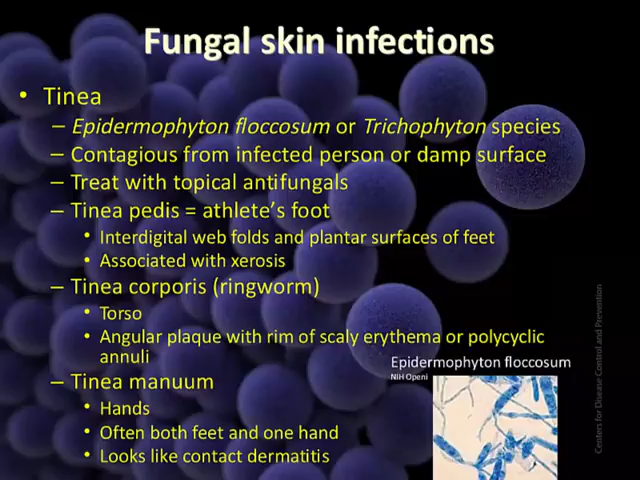 Fungal skin infections
• Tinea
– Epidermophyton floccosum or Trichophyton species
– Contagious from infected person or damp surface
– Treat with topical antifungals
– Tinea pedis = athlete's foot
• Interdigital web folds and plantar surfaces of feet
• Associated with xerosis
– Tinea corporis (ringworm)
• Torso
• Angular plaque with rim of scaly erythema or polycyclic
annuli
– Tinea manuum
• Hands
• Often both feet and one hand
• Looks like contact dermatitis
Epidermophyton floccosum
NIH Openi
Centers for Disease Control and Prevention